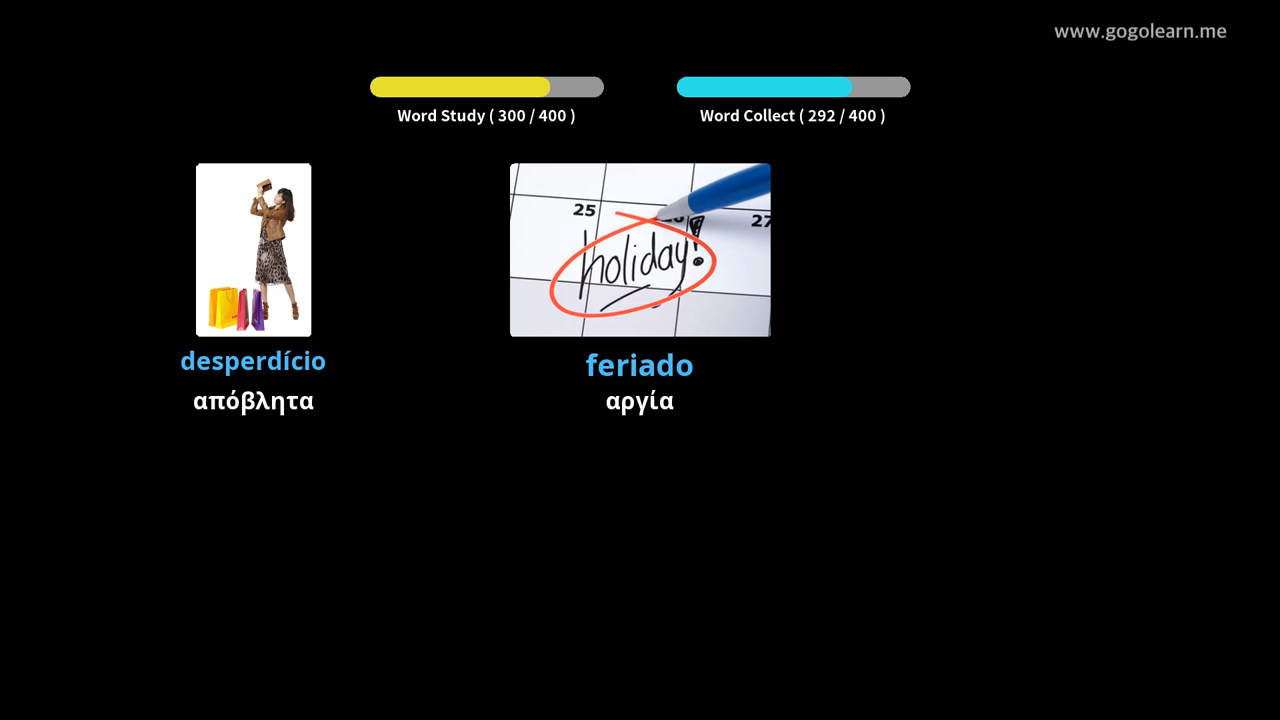 www.gogolearn.me
Word Study ( 300 / 400 )
Word Collect ( 292 / 400 )
25
27
holiday!
desperdício
feriado
απόβλητα
αργία